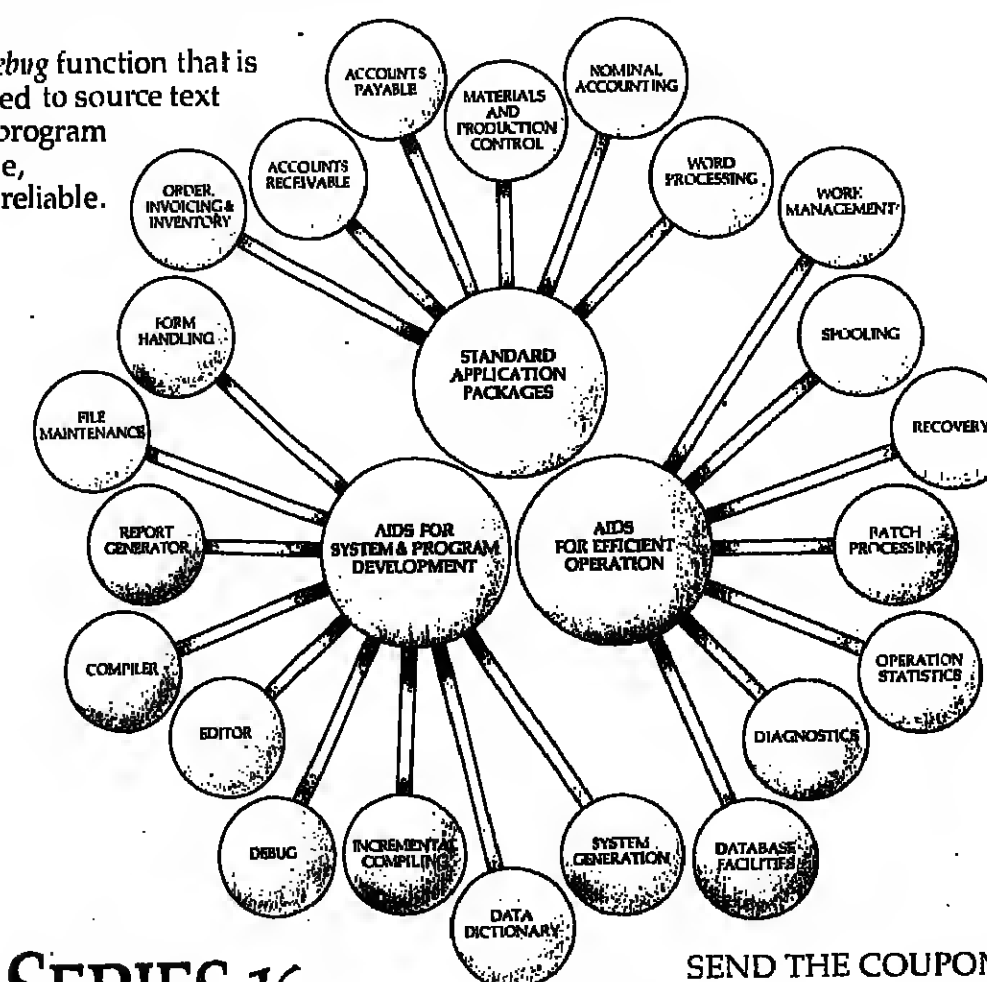 ebug function that is
ed to source text
program
e,
reliable.
ACCOUNTS
PAYABLE
MATERIALS
AND
PRODUCTION
CONTROL
NOMINAL
ACCOUNTING
ORDER,
INVOICING &
INVENTORY
ACCOUNTS
RECEIVABLE
WORD
PROCESSING
WORK
MANAGEMENT
FORM
HANDLING
STANDARD
APPLICATION
PACKAGES
SPOOLING
FILE
MAINTENANCE
RECOVERY
REPORT
GENERATOR
AIDS FOR
SYSTEM & PROGRAM
DEVELOPMENT
AIDS
FOR EFFICIENT
OPERATION
BATCH
PROCESSING
COMPILER
OPERATION
STATISTICS
EDITOR
DIAGNOSTICS
DEBUG
INCREMENTAL
COMPILING
SYSTEM
GENERATION
DATABASE
FACILITIES
DATA
DICTIONARY
SERIES 16
SEND THE COUPON